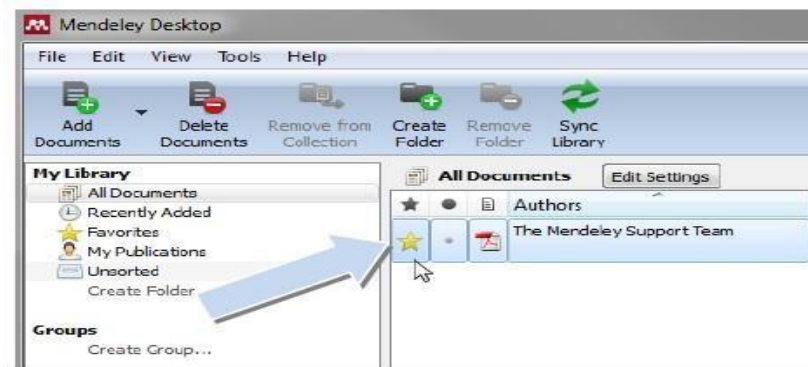 Mendeley Desktop
File Edit View Tools Help
Add Documents
Delete Documents
Remove from Collection
Create Folder
Remove Folder
Sync Library
My Library
All Documents
Recently Added
Favorites
My Publications
Unsorted
Create Folder
Groups
Create Group...
All Documents Edit Settings
Authors
The Mendeley Support Team